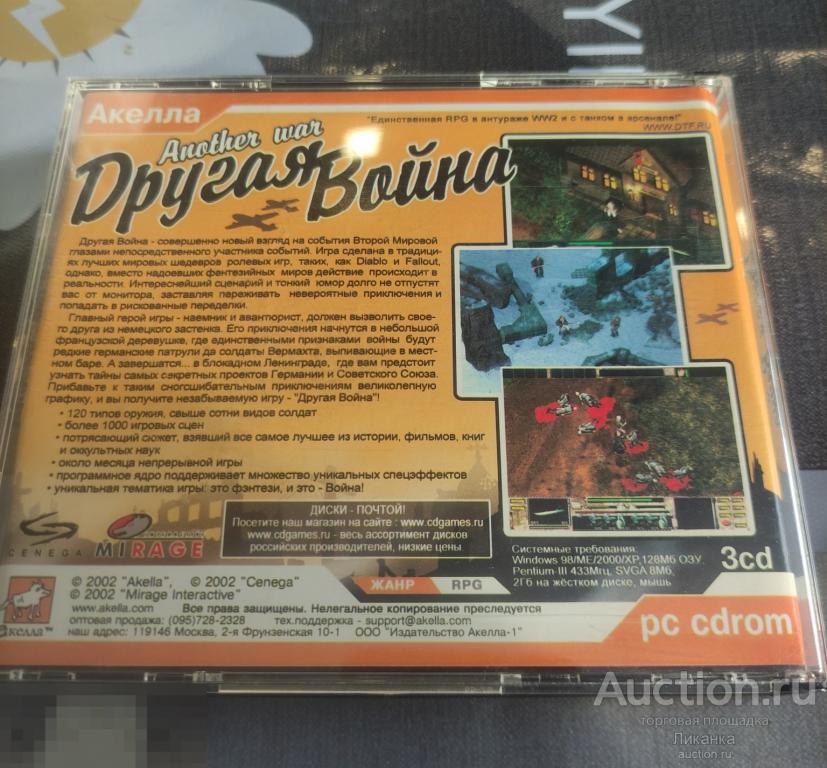 Акелла
"Единственная RPG в антураже WW2 и с танком в арсенале!"
WWW.DTF.RU
Another war
Другая Война
Другая Война - совершенно новый взгляд на события Второй Мировой
глазами непосредственного участника событий. Игра сделана в традици-
ях лучших мировых шедевров ролевых игр, таких, как Diablo и Fallout,
однако, вместо надоевших фентезийных миров действие происходит в
реальности. Интереснейший сценарий и тонкий юмор долго не отпустят
вас от монитора, заставляя переживать невероятные приключения и
попадать в рискованные переделки.
Главный герой игры - наемник и авантюрист, должен вызволить свое-
го друга из немецкого застенка. Его приключения начнутся в небольшой
французской деревушке, где единственными признаками войны будут
редкие германские патрули да солдаты Вермахта, выпивающие в мест-
ном баре. А завершатся... в блокадном Ленинграде, где вам предстоит
узнать тайны самых секретных проектов Германии и Советского Союза.
Прибавьте к таким сногсшибательным приключениям великолепную
графику, и вы получите незабываемую игру - "Другая Война"!
• 120 типов оружия, свыше сотни видов солдат
• более 1000 игровых сцен
• потрясающий сюжет, взявший все самое лучшее из истории, фильмов, книг
и оккультных наук
• около месяца непрерывной игры
• программное ядро поддерживает множество уникальных спецэффектов
• уникальная тематика игры: это фэнтези, и это - Война!
CENEGA
MIRAGE
ДИСКИ - ПОЧТОЙ!
Посетите наш магазин на сайте : www.cdgames.ru
www.cdgames.ru - весь ассортимент дисков
российских производителей, низкие цены
Системные требования:
Windows 98/ME/2000/XP,128Мб ОЗУ
Pentium-III 433Мгц, SVGA 8Мб,
2Гб на жёстком диске, мышь
3cd
© 2002 "Akella", © 2002 "Cenega"
© 2002 "Mirage Interactive"
ЖАНР RPG
www.akella.com Все права защищены. Нелегальное копирование преследуется
оптовая продажа: (095)728-2328 тех.поддержка - support@akella.com
наш адрес: 119146 Москва, 2-я Фрунзенская 10-1 ООО "Издательство Акелла-1"
Акелла™
pc cdrom
Auction.ru
торговая площадка
Ликанка
auction.ru